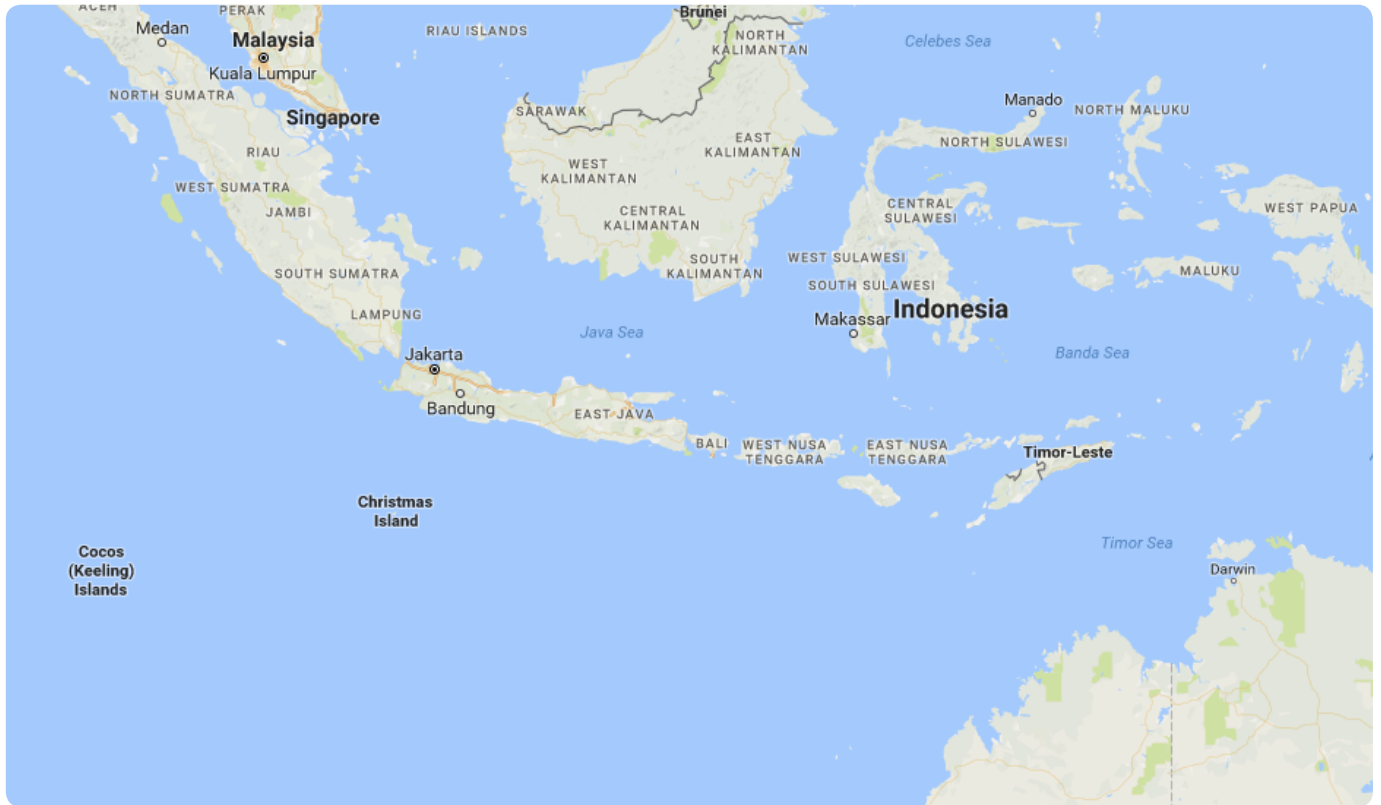 ACEH
PERAK
Brunei
Medan
RIAU ISLANDS
NORTH
KALIMANTAN
Celebes Sea
Malaysia
Kuala Lumpur
NORTH SUMATRA
Singapore
SARAWAK
Manado
NORTH MALUKU
RIAU
EAST
KALIMANTAN
NORTH SULAWESI
WEST
KALIMANTAN
WEST SUMATRA
JAMBI
CENTRAL
KALIMANTAN
CENTRAL
SULAWESI
WEST PAPUA
SOUTH
KALIMANTAN
WEST SULAWESI
SOUTH SUMATRA
MALUKU
SOUTH SULAWESI
Indonesia
LAMPUNG
Makassar
Java Sea
Jakarta
Banda Sea
Bandung
EAST JAVA
BALI
WEST NUSA
TENGGARA
EAST NUSA
TENGGARA
Timor-Leste
Christmas
Island
Timor Sea
Cocos
(Keeling)
Islands
Darwin